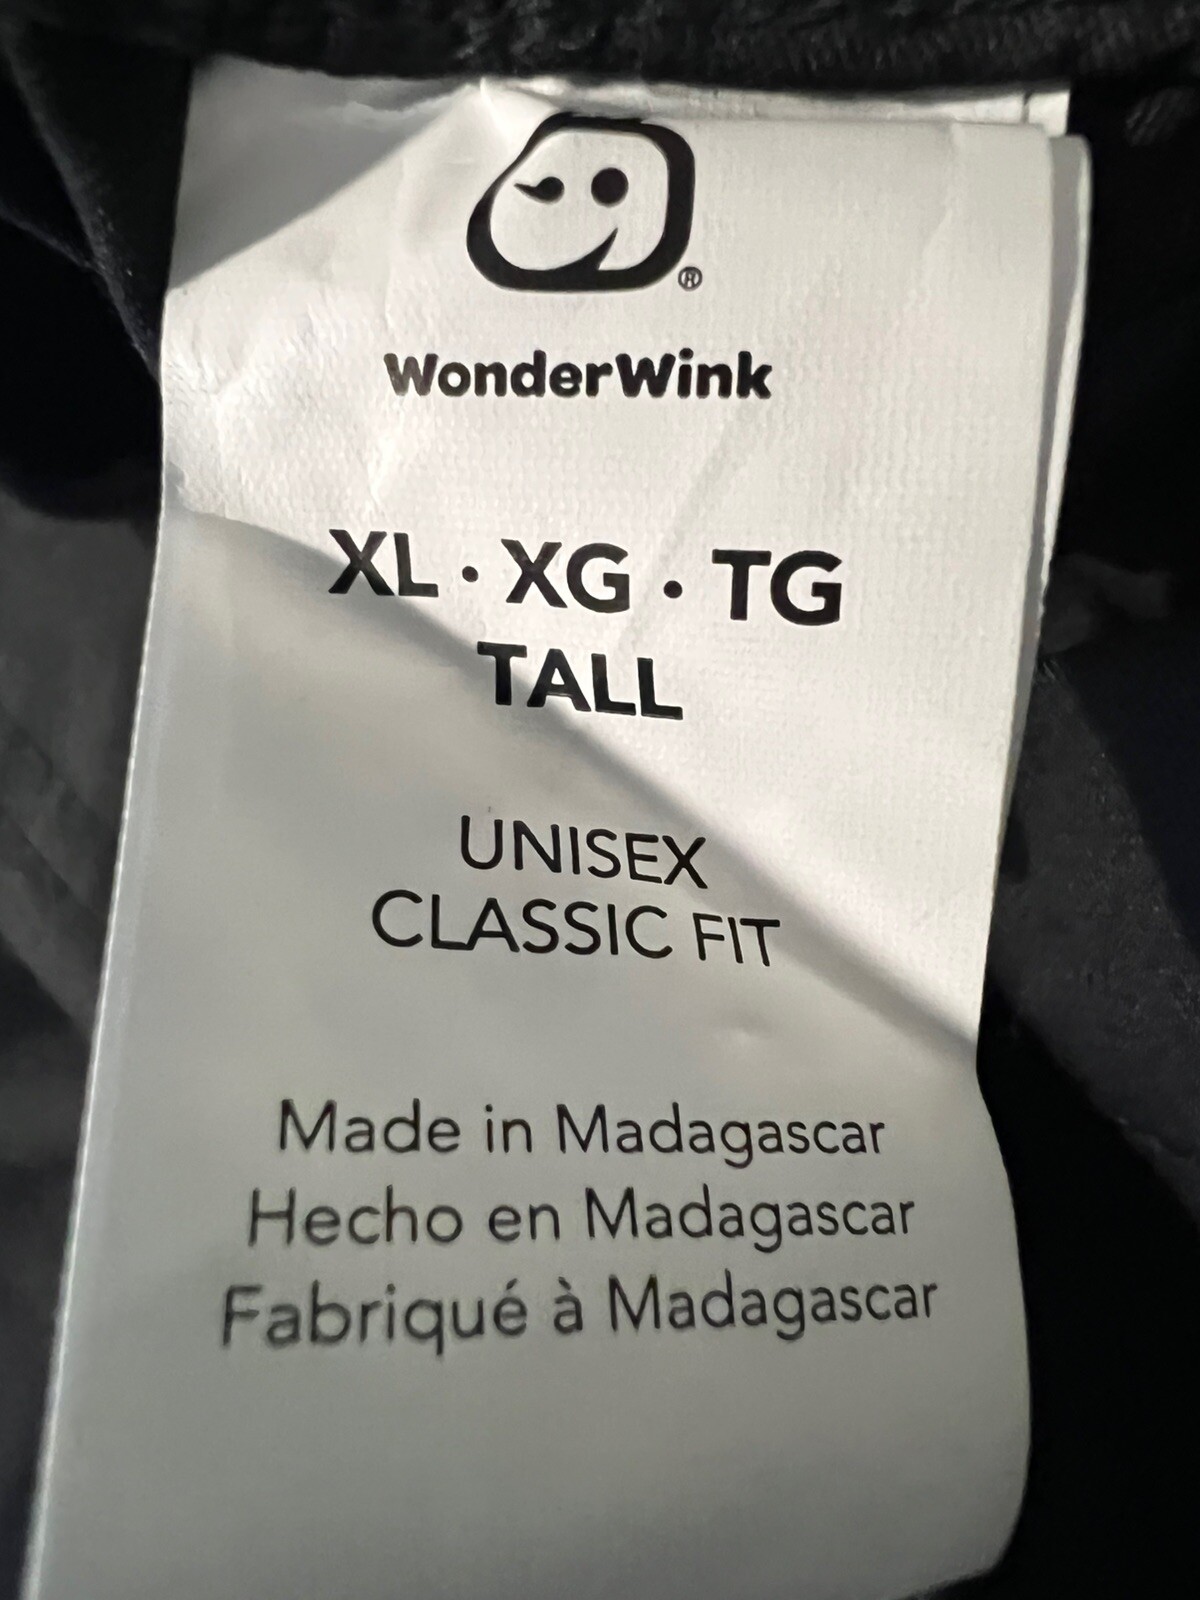 ®
WonderWink
XL · XG · TG
TALL
UNISEX
CLASSIC FIT
Made in Madagascar
Hecho en Madagascar
Fabriqué à Madagascar